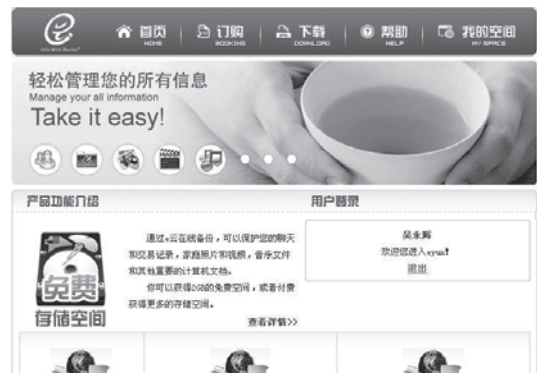 首页 订购 下载 帮助 我的空间
HOME BOOKING DOWNLOAD HELP MY SPACE
轻松管理您的所有信息
Manage your all information
Take it easy!
产品功能介绍
用户登录
通过e云在线备份,可以保护您的聊天
和交易记录,家庭照片和视频,音乐文件
和其他重要的计算机文档。
你可以获得2GB的免费空间,或者付费
获得更多的存储空间。
查看详情>>
免费
存储空间
吴永辉
欢迎您进入eyun!
退出